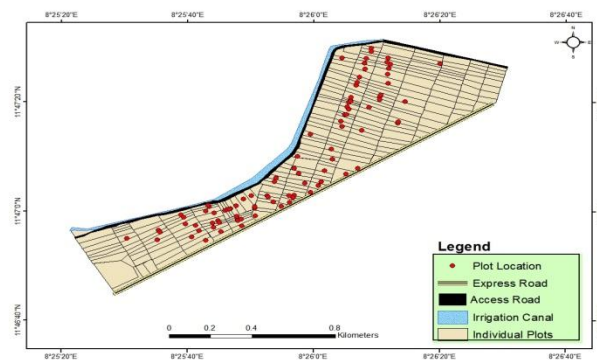 8°25'20"E 8°25'40"E 8°26'0"E 8°26'20"E 8°26'40"E
N
W E
S
11°47'20"
11°47'0"
11°46'40"
Legend
Plot Location
Express Road
Access Road
Irrigation Canal
Individual Plots
0 0.2 0.4 0.8
Kilometers
8°25'20"E 8°25'40"E 8°26'0"E 8°26'20"E 8°26'40"E